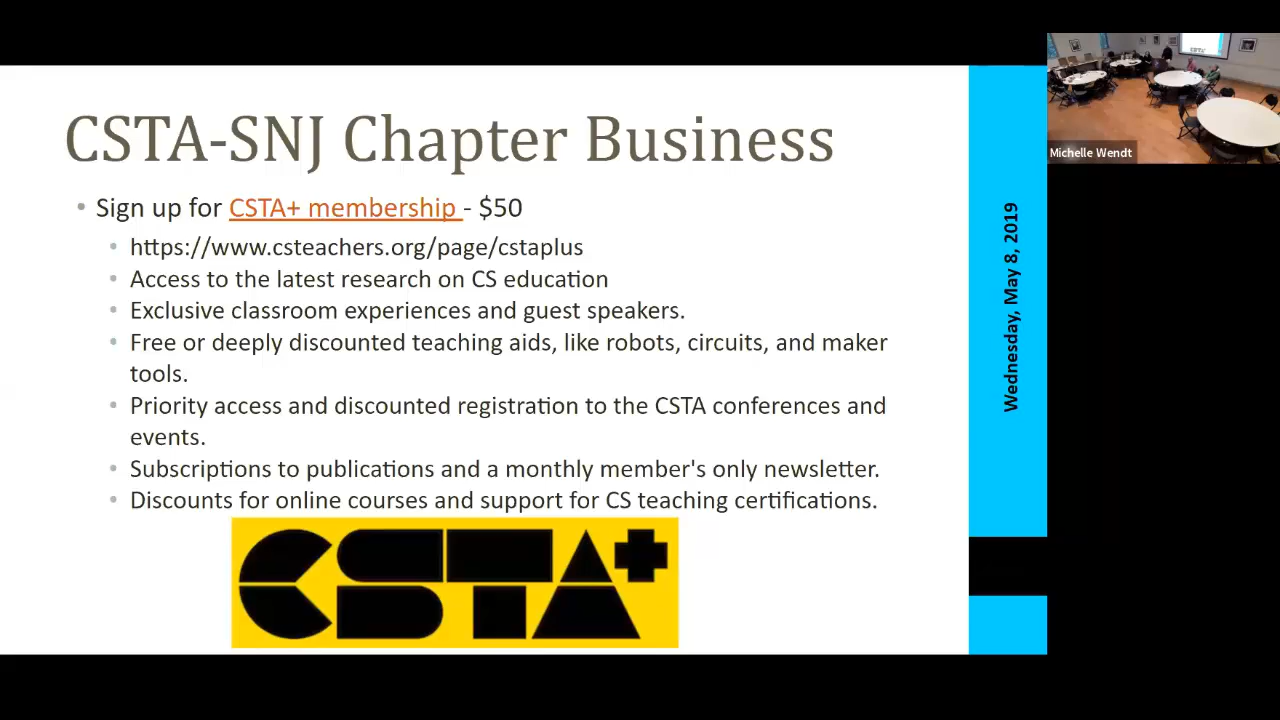 CSTA-SNJ Chapter Business
Sign up for CSTA+ membership - $50
https://www.csteachers.org/page/cstaplus
Access to the latest research on CS education
Exclusive classroom experiences and guest speakers.
Free or deeply discounted teaching aids, like robots, circuits, and maker
tools.
Priority access and discounted registration to the CSTA conferences and
events.
Subscriptions to publications and a monthly member's only newsletter.
Discounts for online courses and support for CS teaching certifications.
CSTA+
Wednesday, May 8, 2019
Michelle Wendt